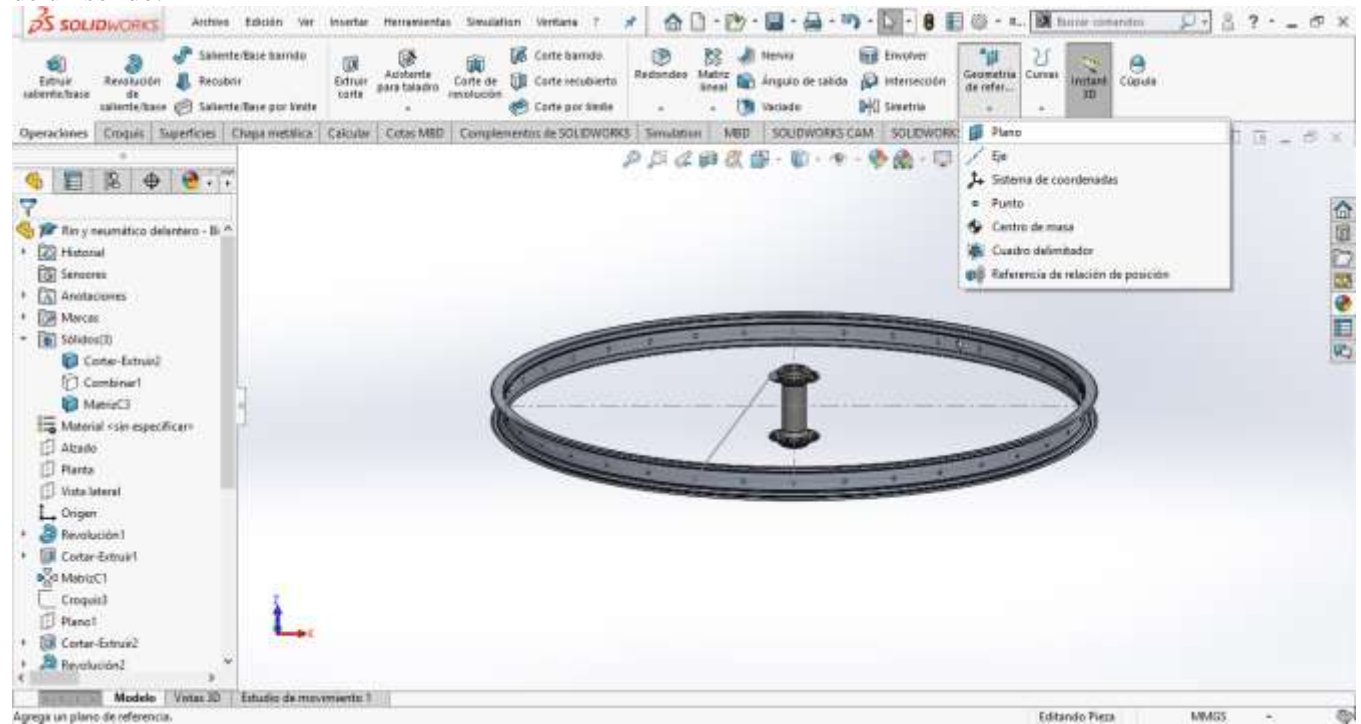 SOLIDWORKS Archivo Edición Ver Insertar Herramientas Simulation Ventana ?
Buscar comandos
Extruir saliente/base
Revolución de saliente/base
Saliente/Base barrido
Recubrir
Saliente/Base por límite
Extruir corte
Asistente para taladro
Corte de revolución
Corte barrido
Corte recubierto
Corte por límite
Redondeo
Matriz lineal
Nervio
Ángulo de salida
Vaciado
Envolver
Intersección
Simetría
Geometría de refer...
Curvas
Instant 3D
Cúpula
Operaciones Croquis Superficies Chapa metálica Calcular Cotas MBD Complementos de SOLIDWORKS Simulation MBD SOLIDWORKS CAM SOLIDWORK
Plano
Eje
Sistema de coordenadas
Punto
Centro de masa
Cuadro delimitador
Referencia de relación de posición
Rin y neumático delantero - Bi
Historial
Sensores
Anotaciones
Marcas
Sólidos(3)
Cortar-Extruir2
Combinar1
MatrizC3
Material <sin especificar>
Alzado
Planta
Vista lateral
Origen
Revolución1
Cortar-Extruir1
MatrizC1
Croquis3
Plano1
Cortar-Extruir2
Revolución2
Z
X
Modelo Vistas 3D Estudio de movimiento 1
Agrega un plano de referencia. Editando Pieza MMGS